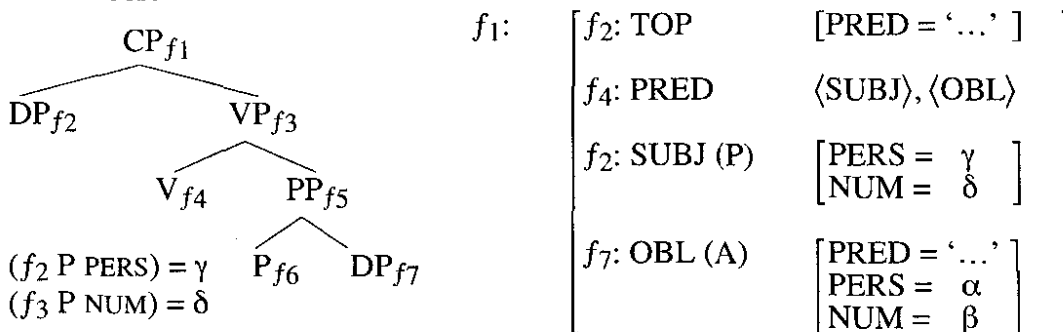 CP f1
DP f2 VP f3
V f4 PP f5
P f6 DP f7
(f2 P PERS) = γ
(f3 P NUM) = δ
f1:
f2: TOP [PRED = ‘…’ ]
f4: PRED ⟨SUBJ⟩, ⟨OBL⟩
f2: SUBJ (P) [PERS = γ
NUM = δ ]
f7: OBL (A) [PRED = ‘…’
PERS = α
NUM = β ]